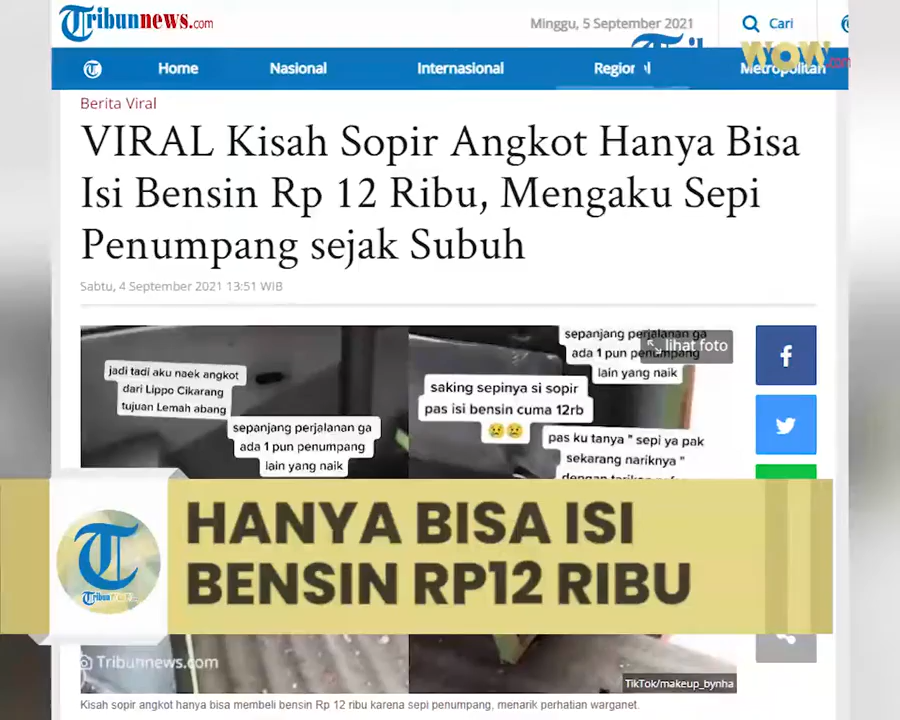 Tribunnews.com
Minggu, 5 September 2021
Cari
WOW
Home
Nasional
Internasional
Regional
Metropolitan
Berita Viral
VIRAL Kisah Sopir Angkot Hanya Bisa
Isi Bensin Rp 12 Ribu, Mengaku Sepi
Penumpang sejak Subuh
Sabtu, 4 September 2021 13:51 WIB
jadi tadi aku naek angkot
dari Lippo Cikarang
tujuan Lemah abang
sepanjang perjalanan ga
ada 1 pun penumpang
lain yang naik
saking sepinya si sopir
pas isi bensin cuma 12rb
😢😢
sepanjang perjalanan ga
ada 1 pun penumpang
lain yang naik
lihat foto
pas ku tanya " sepi ya pak
sekarang nariknya "
HANYA BISA ISI
BENSIN RP12 RIBU
Tribunnews.com
TikTok/makeup_bynha
Kisah sopir angkot hanya bisa membeli bensin Rp 12 ribu karena sepi penumpang, menarik perhatian warganet.